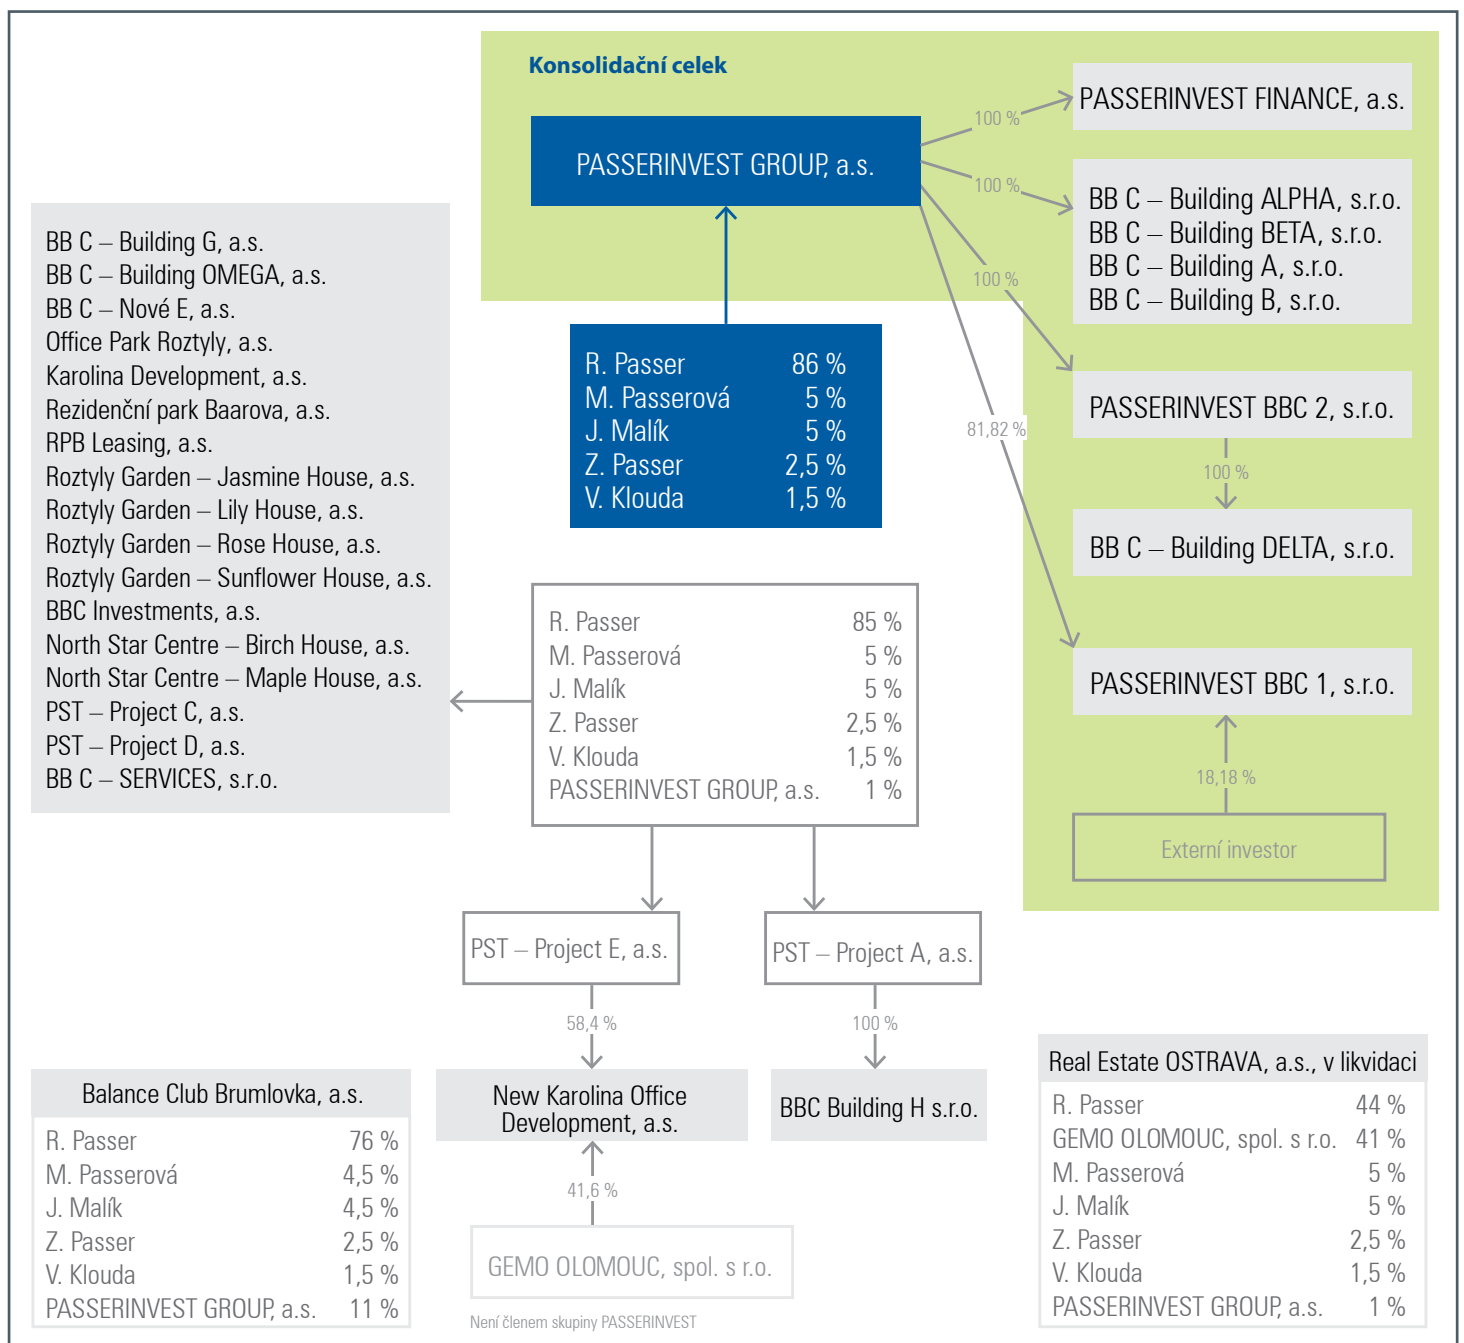 Konsolidační celek
PASSERINVEST GROUP, a.s.
100 %
PASSERINVEST FINANCE, a.s.
100 %
BB C – Building ALPHA, s.r.o.
BB C – Building BETA, s.r.o.
BB C – Building A, s.r.o.
BB C – Building B, s.r.o.
100 %
PASSERINVEST BBC 2, s.r.o.
100 %
BB C – Building DELTA, s.r.o.
81,82 %
PASSERINVEST BBC 1, s.r.o.
18,18 %
Externí investor
R. Passer 86 %
M. Passerová 5 %
J. Malík 5 %
Z. Passer 2,5 %
V. Klouda 1,5 %
BB C – Building G, a.s.
BB C – Building OMEGA, a.s.
BB C – Nové E, a.s.
Office Park Roztyly, a.s.
Karolina Development, a.s.
Rezidenční park Baarova, a.s.
RPB Leasing, a.s.
Roztyly Garden – Jasmine House, a.s.
Roztyly Garden – Lily House, a.s.
Roztyly Garden – Rose House, a.s.
Roztyly Garden – Sunflower House, a.s.
BBC Investments, a.s.
North Star Centre – Birch House, a.s.
North Star Centre – Maple House, a.s.
PST – Project C, a.s.
PST – Project D, a.s.
BB C – SERVICES, s.r.o.
R. Passer 85 %
M. Passerová 5 %
J. Malík 5 %
Z. Passer 2,5 %
V. Klouda 1,5 %
PASSERINVEST GROUP, a.s. 1 %
PST – Project E, a.s.
PST – Project A, a.s.
58,4 %
100 %
New Karolina Office
Development, a.s.
BBC Building H s.r.o.
41,6 %
GEMO OLOMOUC, spol. s r.o.
Není členem skupiny PASSERINVEST
Balance Club Brumlovka, a.s.
R. Passer 76 %
M. Passerová 4,5 %
J. Malík 4,5 %
Z. Passer 2,5 %
V. Klouda 1,5 %
PASSERINVEST GROUP, a.s. 11 %
Real Estate OSTRAVA, a.s., v likvidaci
R. Passer 44 %
GEMO OLOMOUC, spol. s r.o. 41 %
M. Passerová 5 %
J. Malík 5 %
Z. Passer 2,5 %
V. Klouda 1,5 %
PASSERINVEST GROUP, a.s. 1 %